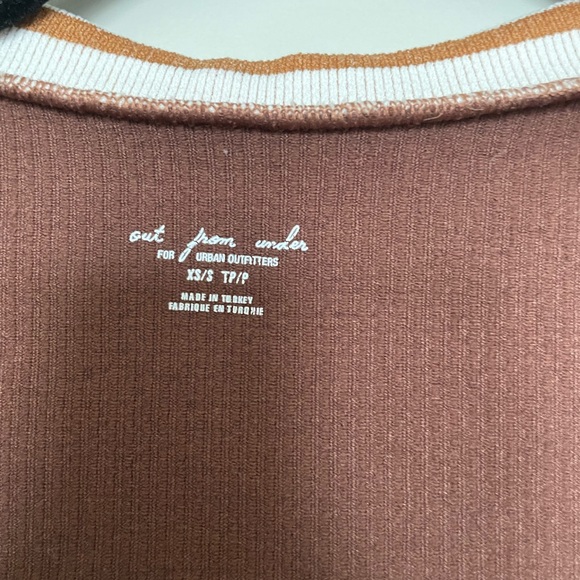 out from under
FOR URBAN OUTFITTERS
XS/S TP/P
MADE IN TURKEY
FABRIQUE EN TURQUIE